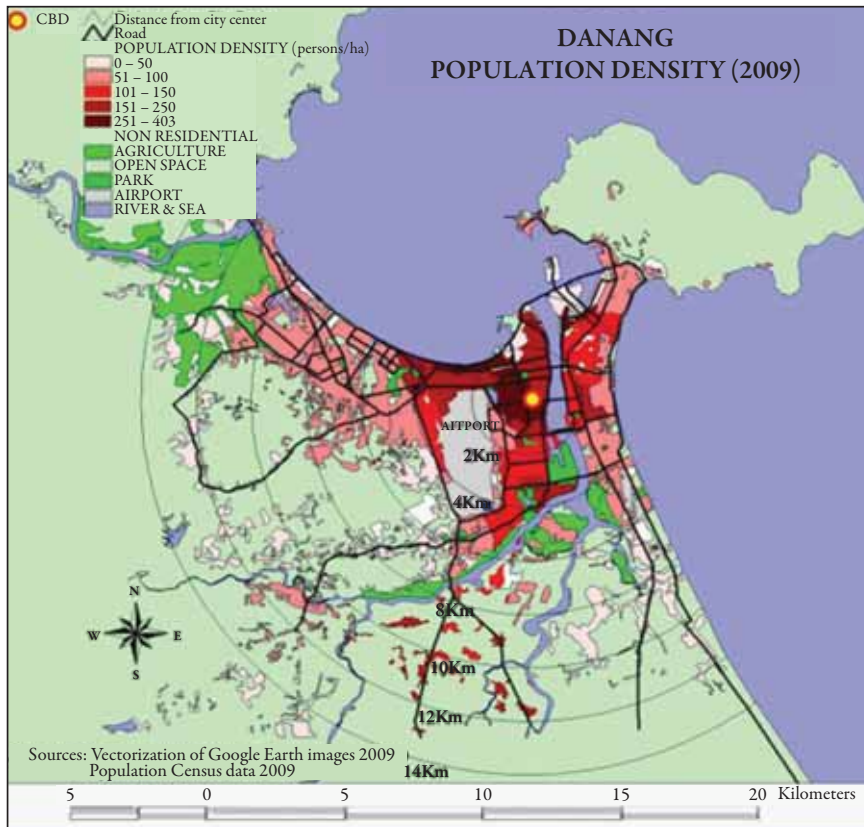 CBD
Distance from city center
Road
POPULATION DENSITY (persons/ha)
0 – 50
51 – 100
101 – 150
151 – 250
251 – 403
NON RESIDENTIAL
AGRICULTURE
OPEN SPACE
PARK
AIRPORT
RIVER & SEA
DANANG
POPULATION DENSITY (2009)
AFFPORT
2Km
4Km
8Km
10Km
12Km
14Km
N
W E
S
Sources: Vectorization of Google Earth images 2009
Population Census data 2009
5 0 5 10 15 20 Kilometers